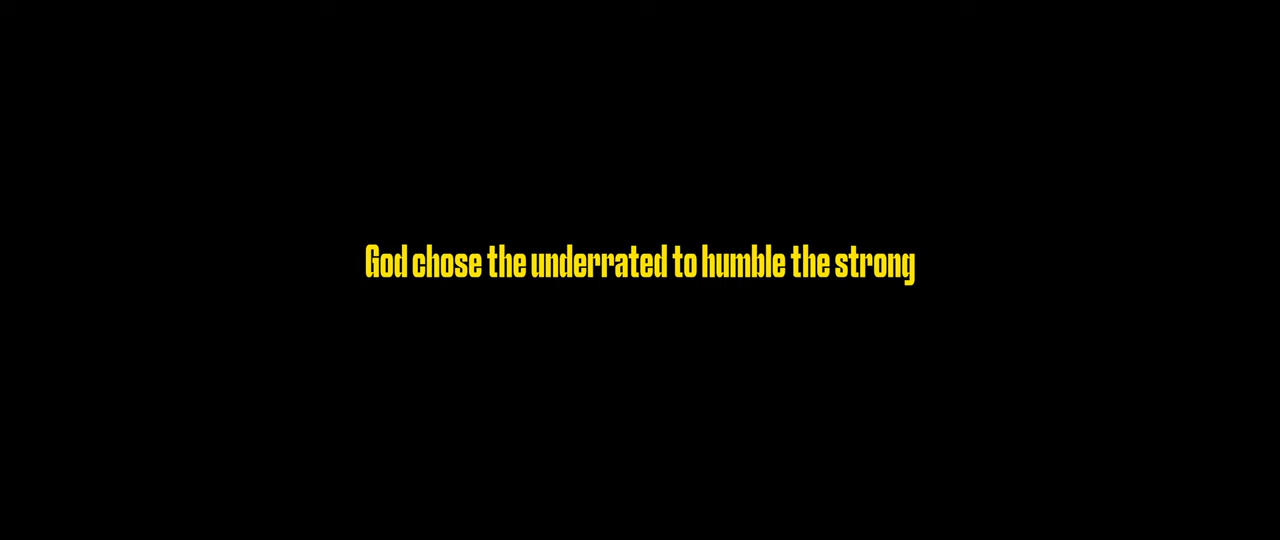 God chose the underrated to humble the strong